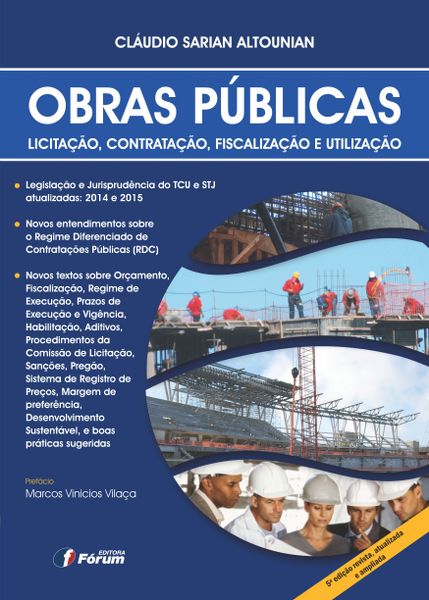 CLÁUDIO SARIAN ALTOUNIAN
OBRAS PÚBLICAS
LICITAÇÃO, CONTRATAÇÃO, FISCALIZAÇÃO E UTILIZAÇÃO
Legislação e Jurisprudência do TCU e STJ
atualizadas: 2014 e 2015
Novos entendimentos sobre
o Regime Diferenciado de
Contratações Públicas (RDC)
Novos textos sobre Orçamento,
Fiscalização, Regime de
Execução, Prazos de
Execução e Vigência,
Habilitação, Aditivos,
Procedimentos da
Comissão de Licitação,
Sanções, Pregão,
Sistema de Registro de
Preços, Margem de
preferência,
Desenvolvimento
Sustentável, e boas
práticas sugeridas
Prefácio
Marcos Vinicios Vilaça
5ª edição revista, atualizada
e ampliada
f
EDITORA
Fórum